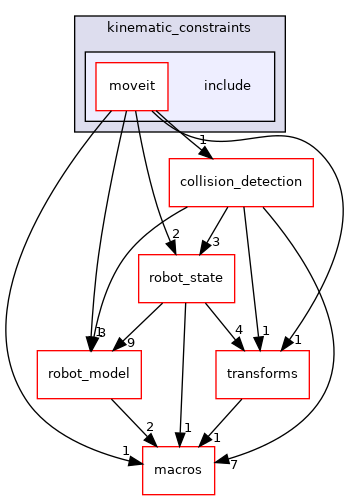 kinematic_constraints
moveit
include
1
collision_detection
2
3
robot_state
1
3
9
4
1
1
robot_model
transforms
2
1
1
1
7
macros